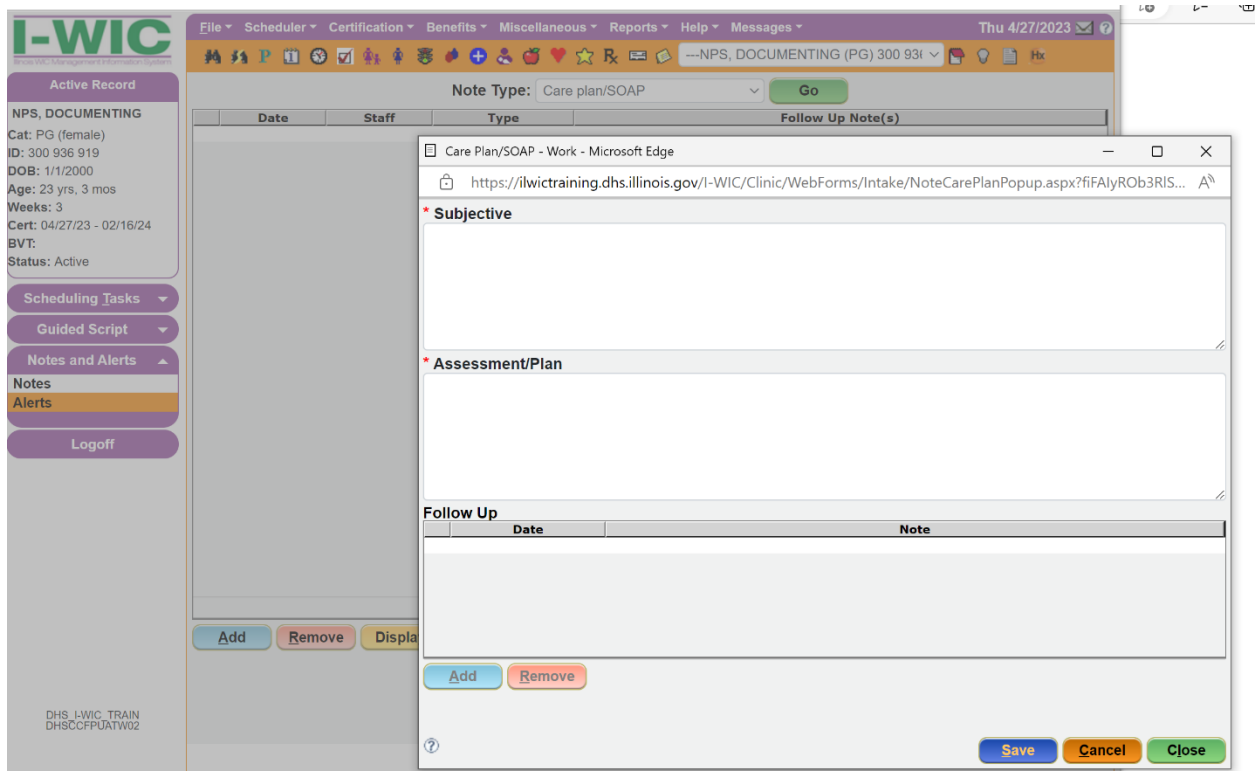 I-WIC
Illinois WIC Management Information System
File Scheduler Certification Benefits Miscellaneous Reports Help Messages Thu 4/27/2023
---NPS, DOCUMENTING (PG) 300 93
Active Record
NPS, DOCUMENTING
Cat: PG (female)
ID: 300 936 919
DOB: 1/1/2000
Age: 23 yrs, 3 mos
Weeks: 3
Cert: 04/27/23 - 02/16/24
BVT:
Status: Active
Scheduling Tasks
Guided Script
Notes and Alerts
Notes
Alerts
Logoff
DHS_I-WIC_TRAIN
DHSCCFPUATW02
Note Type: Care plan/SOAP Go
Date Staff Type Follow Up Note(s)
Add Remove Displa
Care Plan/SOAP - Work - Microsoft Edge
https://ilwictraining.dhs.illinois.gov/I-WIC/Clinic/WebForms/Intake/NoteCarePlanPopup.aspx?fiFAIyROb3RlS...
* Subjective
* Assessment/Plan
Follow Up
Date Note
Add Remove
Save Cancel Close